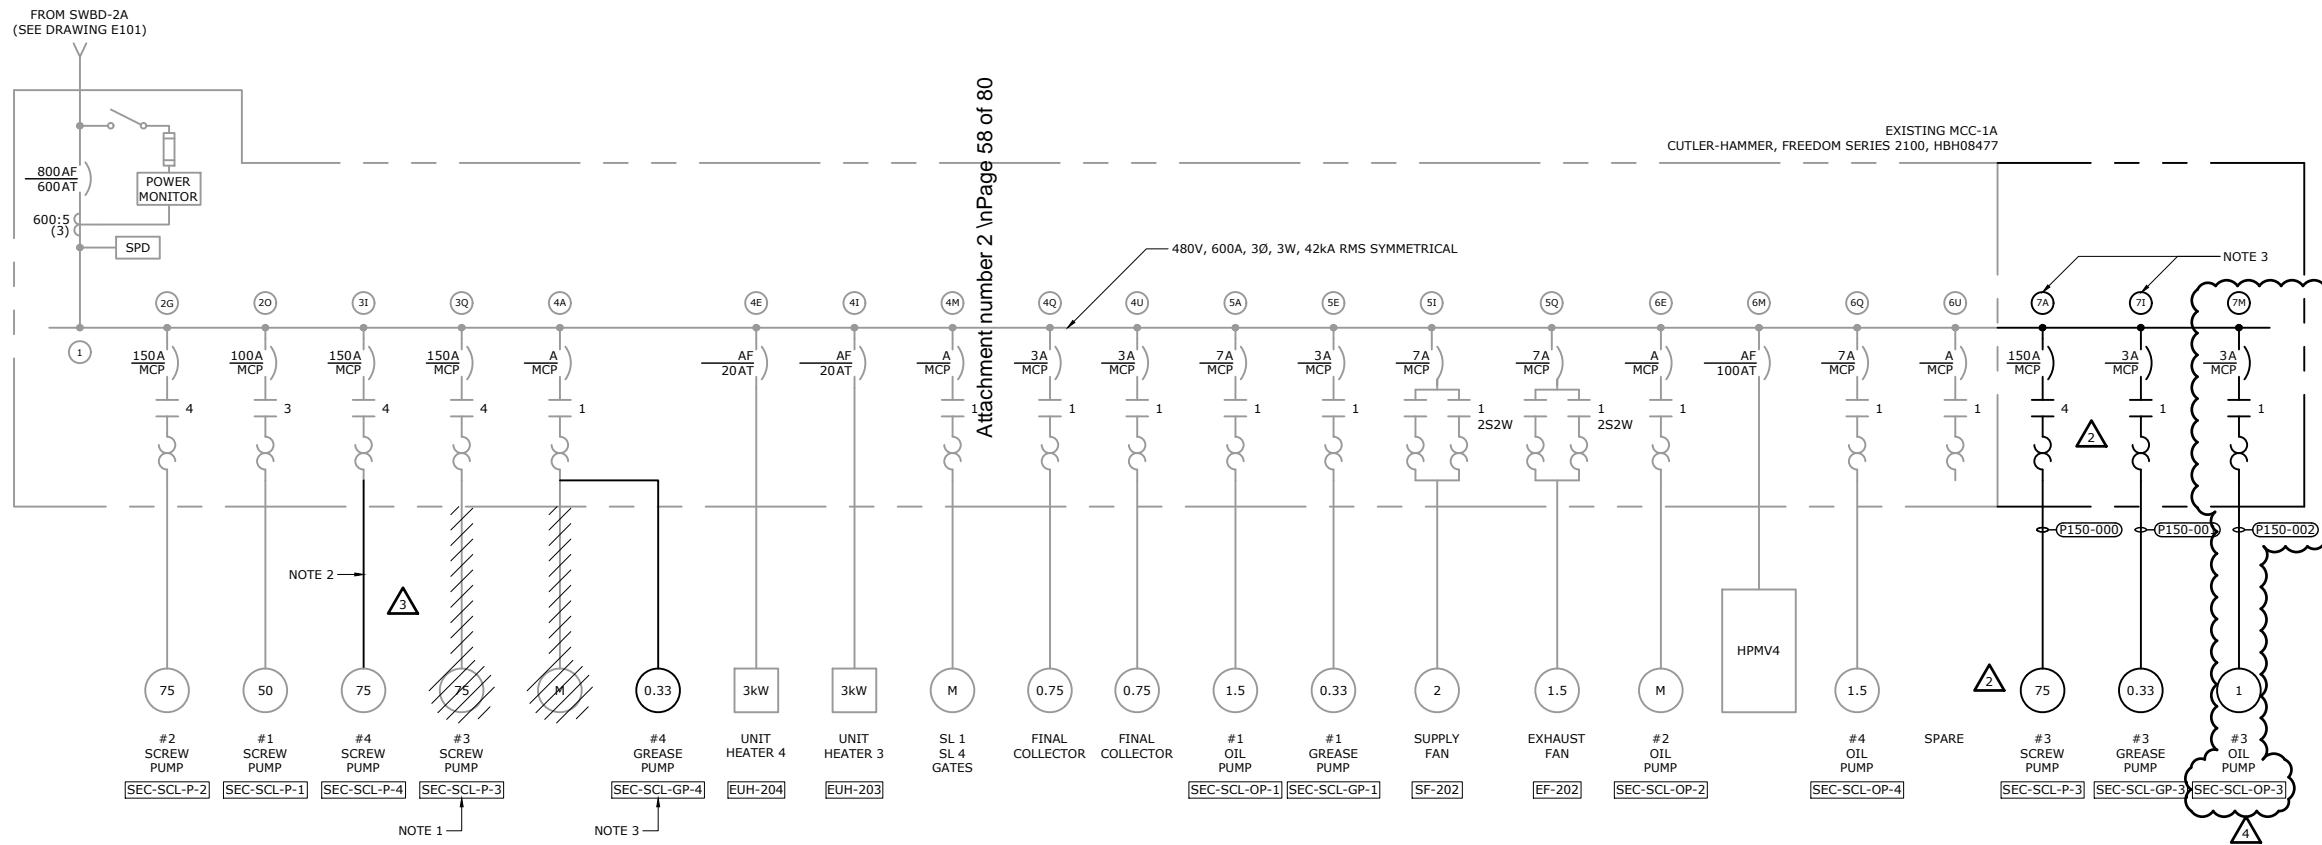 FROM SWBD-2A
(SEE DRAWING E101)
Attachment number 2 \nPage 58 of 80
EXISTING MCC-1A
CUTLER-HAMMER, FREEDOM SERIES 2100, HBH08477
800AF
600AT
POWER
MONITOR
600:5
(3)
SPD
480V, 600A, 3Ø, 3W, 42kA RMS SYMMETRICAL
NOTE 3
2G
2O
3I
3Q
4A
4E
4I
4M
4Q
4U
5A
5E
5I
5Q
6E
6M
6Q
6U
7A
7I
7M
1
150A
MCP
100A
MCP
150A
MCP
150A
MCP
A
MCP
AF
20AT
AF
20AT
A
MCP
3A
MCP
3A
MCP
7A
MCP
3A
MCP
7A
MCP
7A
MCP
A
MCP
AF
100AT
7A
MCP
A
MCP
150A
MCP
3A
MCP
3A
MCP
4
3
4
4
1
1
1
1
1
1
1
2S2W
1
2S2W
1
1
1
4
1
1
2
P150-000
P150-001
P150-002
NOTE 2
3
HPMV4
2
75
50
75
75
M
0.33
3kW
3kW
M
0.75
0.75
1.5
0.33
2
1.5
M
1.5
75
0.33
1
#2
SCREW
PUMP
SEC-SCL-P-2
#1
SCREW
PUMP
SEC-SCL-P-1
#4
SCREW
PUMP
SEC-SCL-P-4
#3
SCREW
PUMP
SEC-SCL-P-3
#4
GREASE
PUMP
SEC-SCL-GP-4
UNIT
HEATER 4
EUH-204
UNIT
HEATER 3
EUH-203
SL 1
SL 4
GATES
FINAL
COLLECTOR
FINAL
COLLECTOR
#1
OIL
PUMP
SEC-SCL-OP-1
#1
GREASE
PUMP
SEC-SCL-GP-1
SUPPLY
FAN
SF-202
EXHAUST
FAN
EF-202
#2
OIL
PUMP
SEC-SCL-OP-2
#4
OIL
PUMP
SEC-SCL-OP-4
SPARE
#3
SCREW
PUMP
SEC-SCL-P-3
#3
GREASE
PUMP
SEC-SCL-GP-3
#3
OIL
PUMP
SEC-SCL-OP-3
NOTE 1
NOTE 3
4